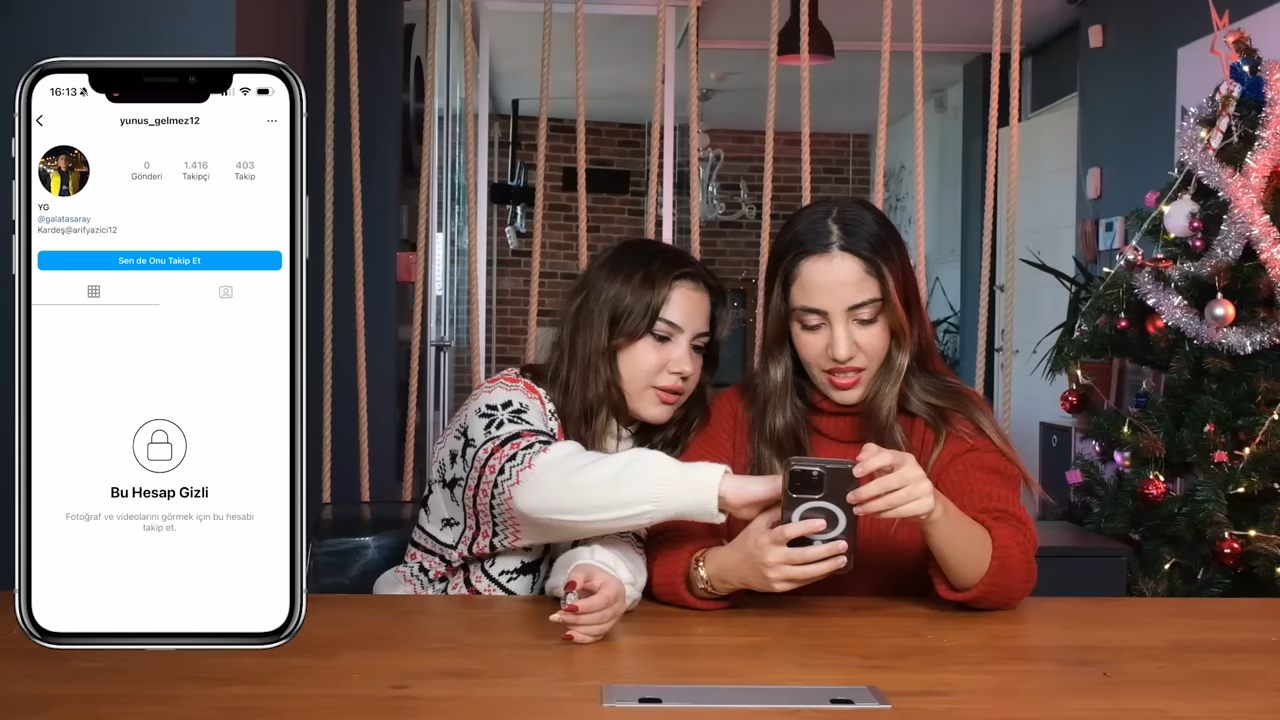 16:13
yunus_gelmez12
0
1.416
403
Gönderi
Takipçi
Takip
YG
@galatasaray
Kardeş@arifyazici12
Sen de Onu Takip Et
Bu Hesap Gizli
Fotoğraf ve videolarını görmek için bu hesabı
takip et.